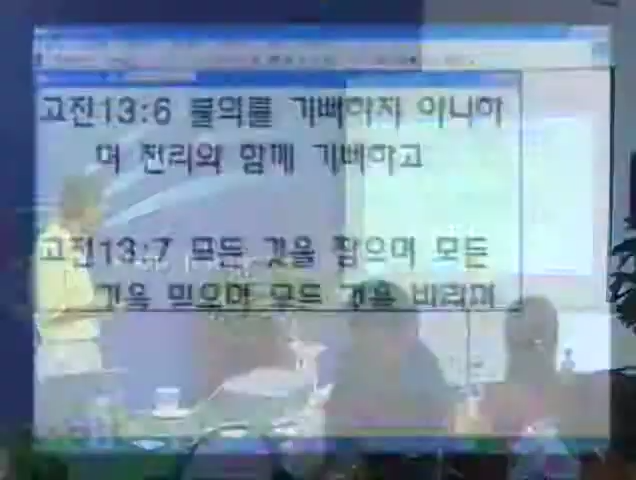 고전13:6 불의를 기뻐하지 아니하
며 진리와 함께 기뻐하고
고전13:7 모든 것을 참으며 모든
것을 믿으며 모든 것을 바라며